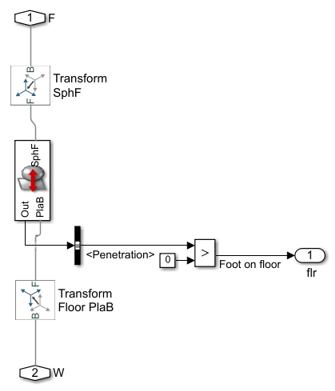 1 F
B
Transform
SphF
F
SphF
Out
PlaB
<Penetration>
0
>
Foot on floor
1
flr
F
Transform
Floor PlaB
B
2 W